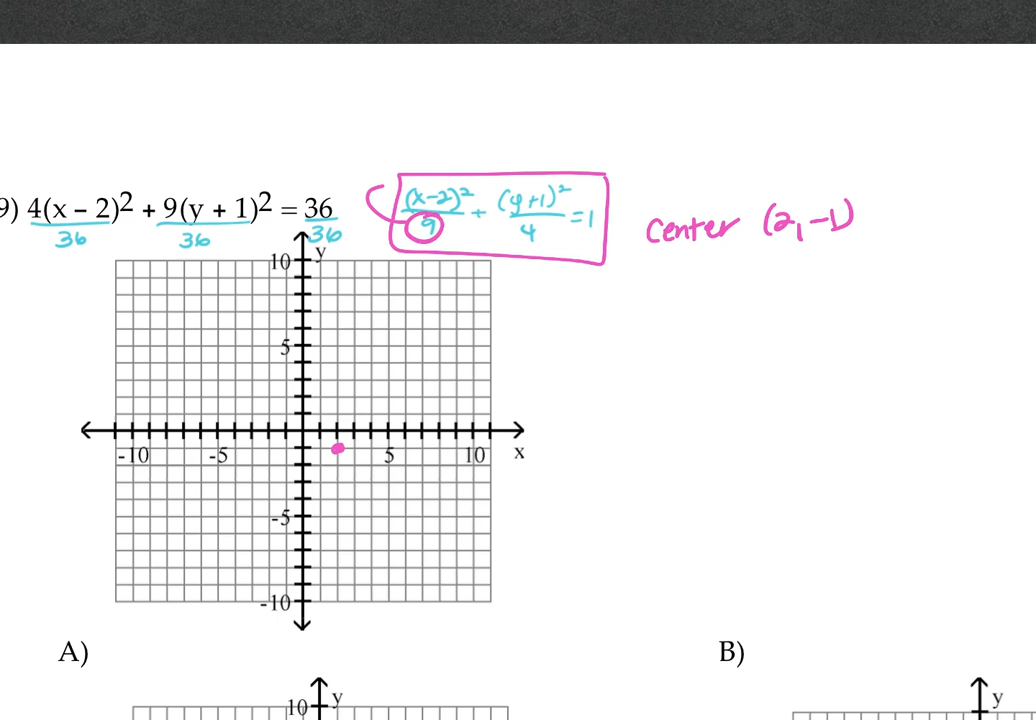 9) 4(x – 2)² + 9(y + 1)² = 36
36 36 36
(x-2)²/9 + (y+1)²/4 = 1
center (2,-1)
10 y
5
-10 -5 5 10 x
-5
-10
A) B)
10 y y